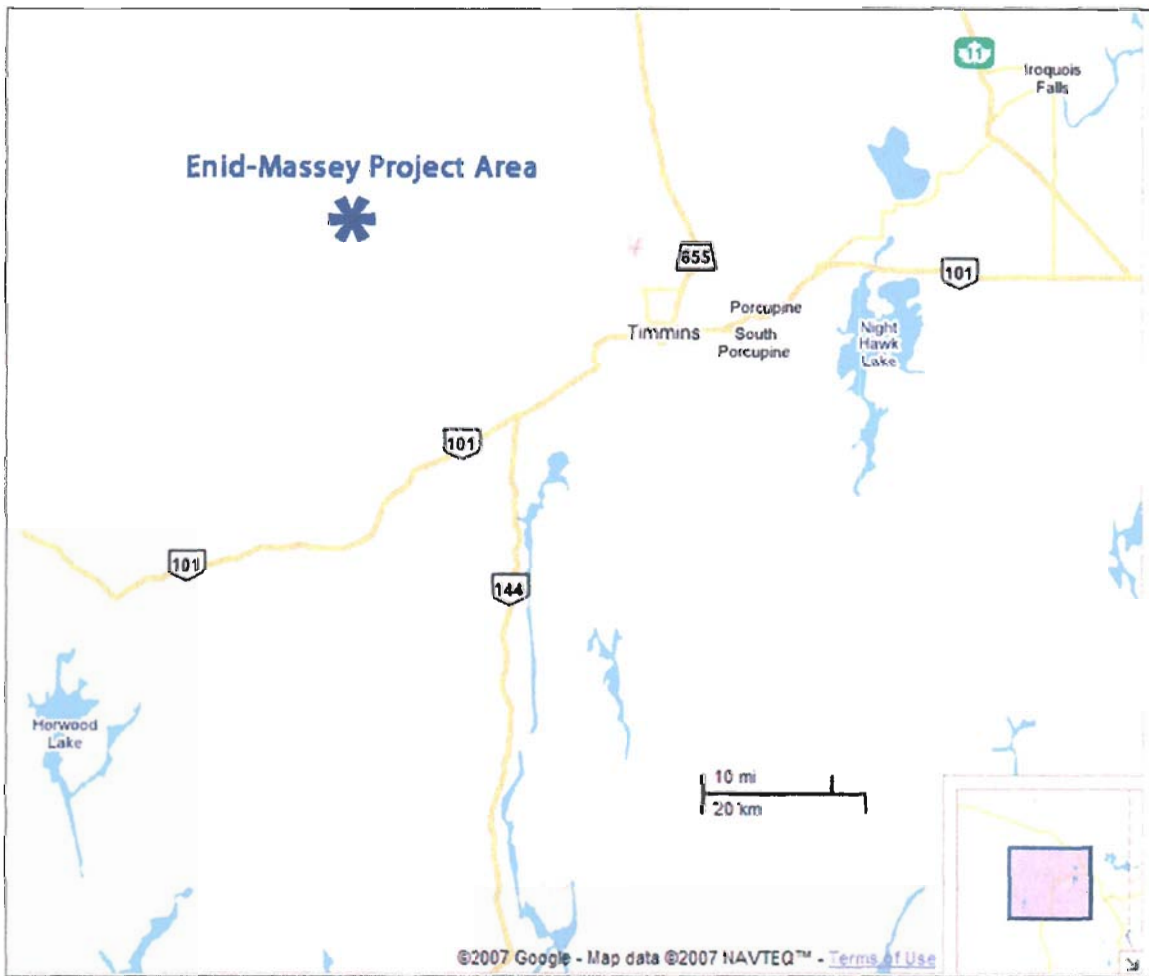 11
Iroquois
Falls
Enid-Massey Project Area
655
101
Porcupine
Timmins
South
Porcupine
Night
Hawk
Lake
101
101
144
Horwood
Lake
10 mi
20 km
©2007 Google - Map data ©2007 NAVTEQ™ - Terms of Use